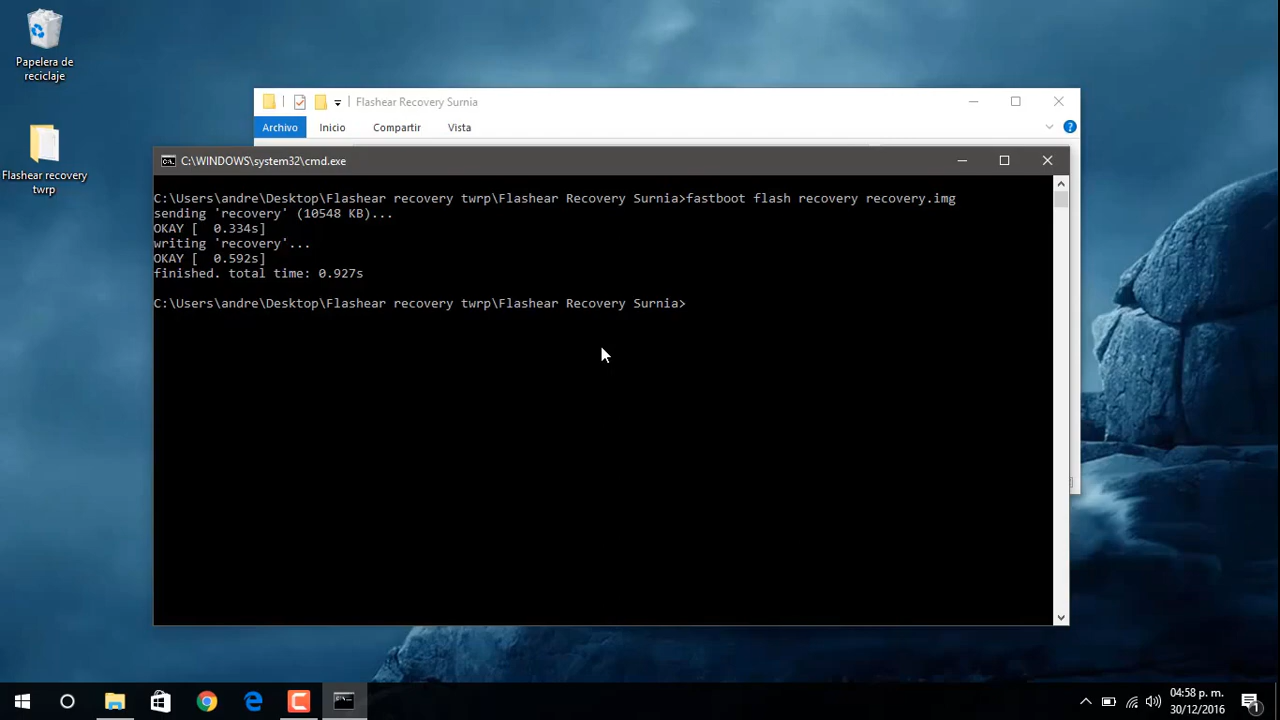 Papelera de
reciclaje
Flashear recovery
twrp
Flashear Recovery Surnia
Archivo
Inicio
Compartir
Vista
C:\WINDOWS\system32\cmd.exe
C:\Users\andre\Desktop\Flashear recovery twrp\Flashear Recovery Surnia>fastboot flash recovery recovery.img
sending 'recovery' (10548 KB)...
OKAY [  0.334s]
writing 'recovery'...
OKAY [  0.592s]
finished. total time: 0.927s
C:\Users\andre\Desktop\Flashear recovery twrp\Flashear Recovery Surnia>
04:58 p. m.
30/12/2016
1